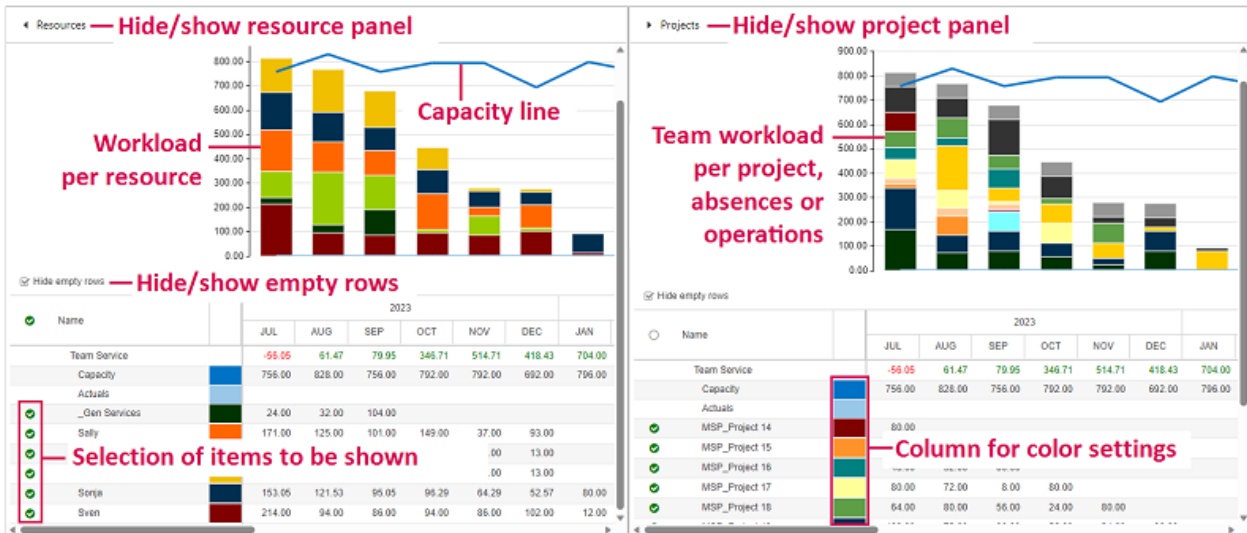 Resources
Hide/show resource panel
800.00
700.00
600.00
500.00
400.00
300.00
200.00
100.00
0.00
Capacity line
Workload
per resource
Hide empty rows
Hide/show empty rows
Name
2023
JUL AUG SEP OCT NOV DEC JAN
Team Service -56.05 61.47 79.95 346.71 514.71 418.43 704.00
Capacity 756.00 828.00 756.00 792.00 792.00 692.00 796.00
Actuals
_Gen Services 24.00 32.00 104.00
Sally 171.00 125.00 101.00 149.00 37.00 93.00
Selection of items to be shown
.00 13.00
.00 13.00
Sonja 153.05 121.53 95.05 96.29 64.29 52.57 80.00
Sven 214.00 94.00 86.00 94.00 86.00 102.00 12.00
Projects
Hide/show project panel
900.00
800.00
700.00
600.00
500.00
400.00
300.00
200.00
100.00
0.00
Team workload
per project,
absences or
operations
Hide empty rows
Name
2023
JUL AUG SEP OCT NOV DEC JAN
Team Service -56.05 61.47 79.95 346.71 514.71 418.43 704.00
Capacity 756.00 828.00 756.00 792.00 792.00 692.00 796.00
Actuals
MSP_Project 14 80.00
MSP_Project 15
Column for color settings
MSP_Project 16
MSP_Project 17 80.00 72.00 8.00 80.00
MSP_Project 18 64.00 80.00 56.00 24.00 80.00